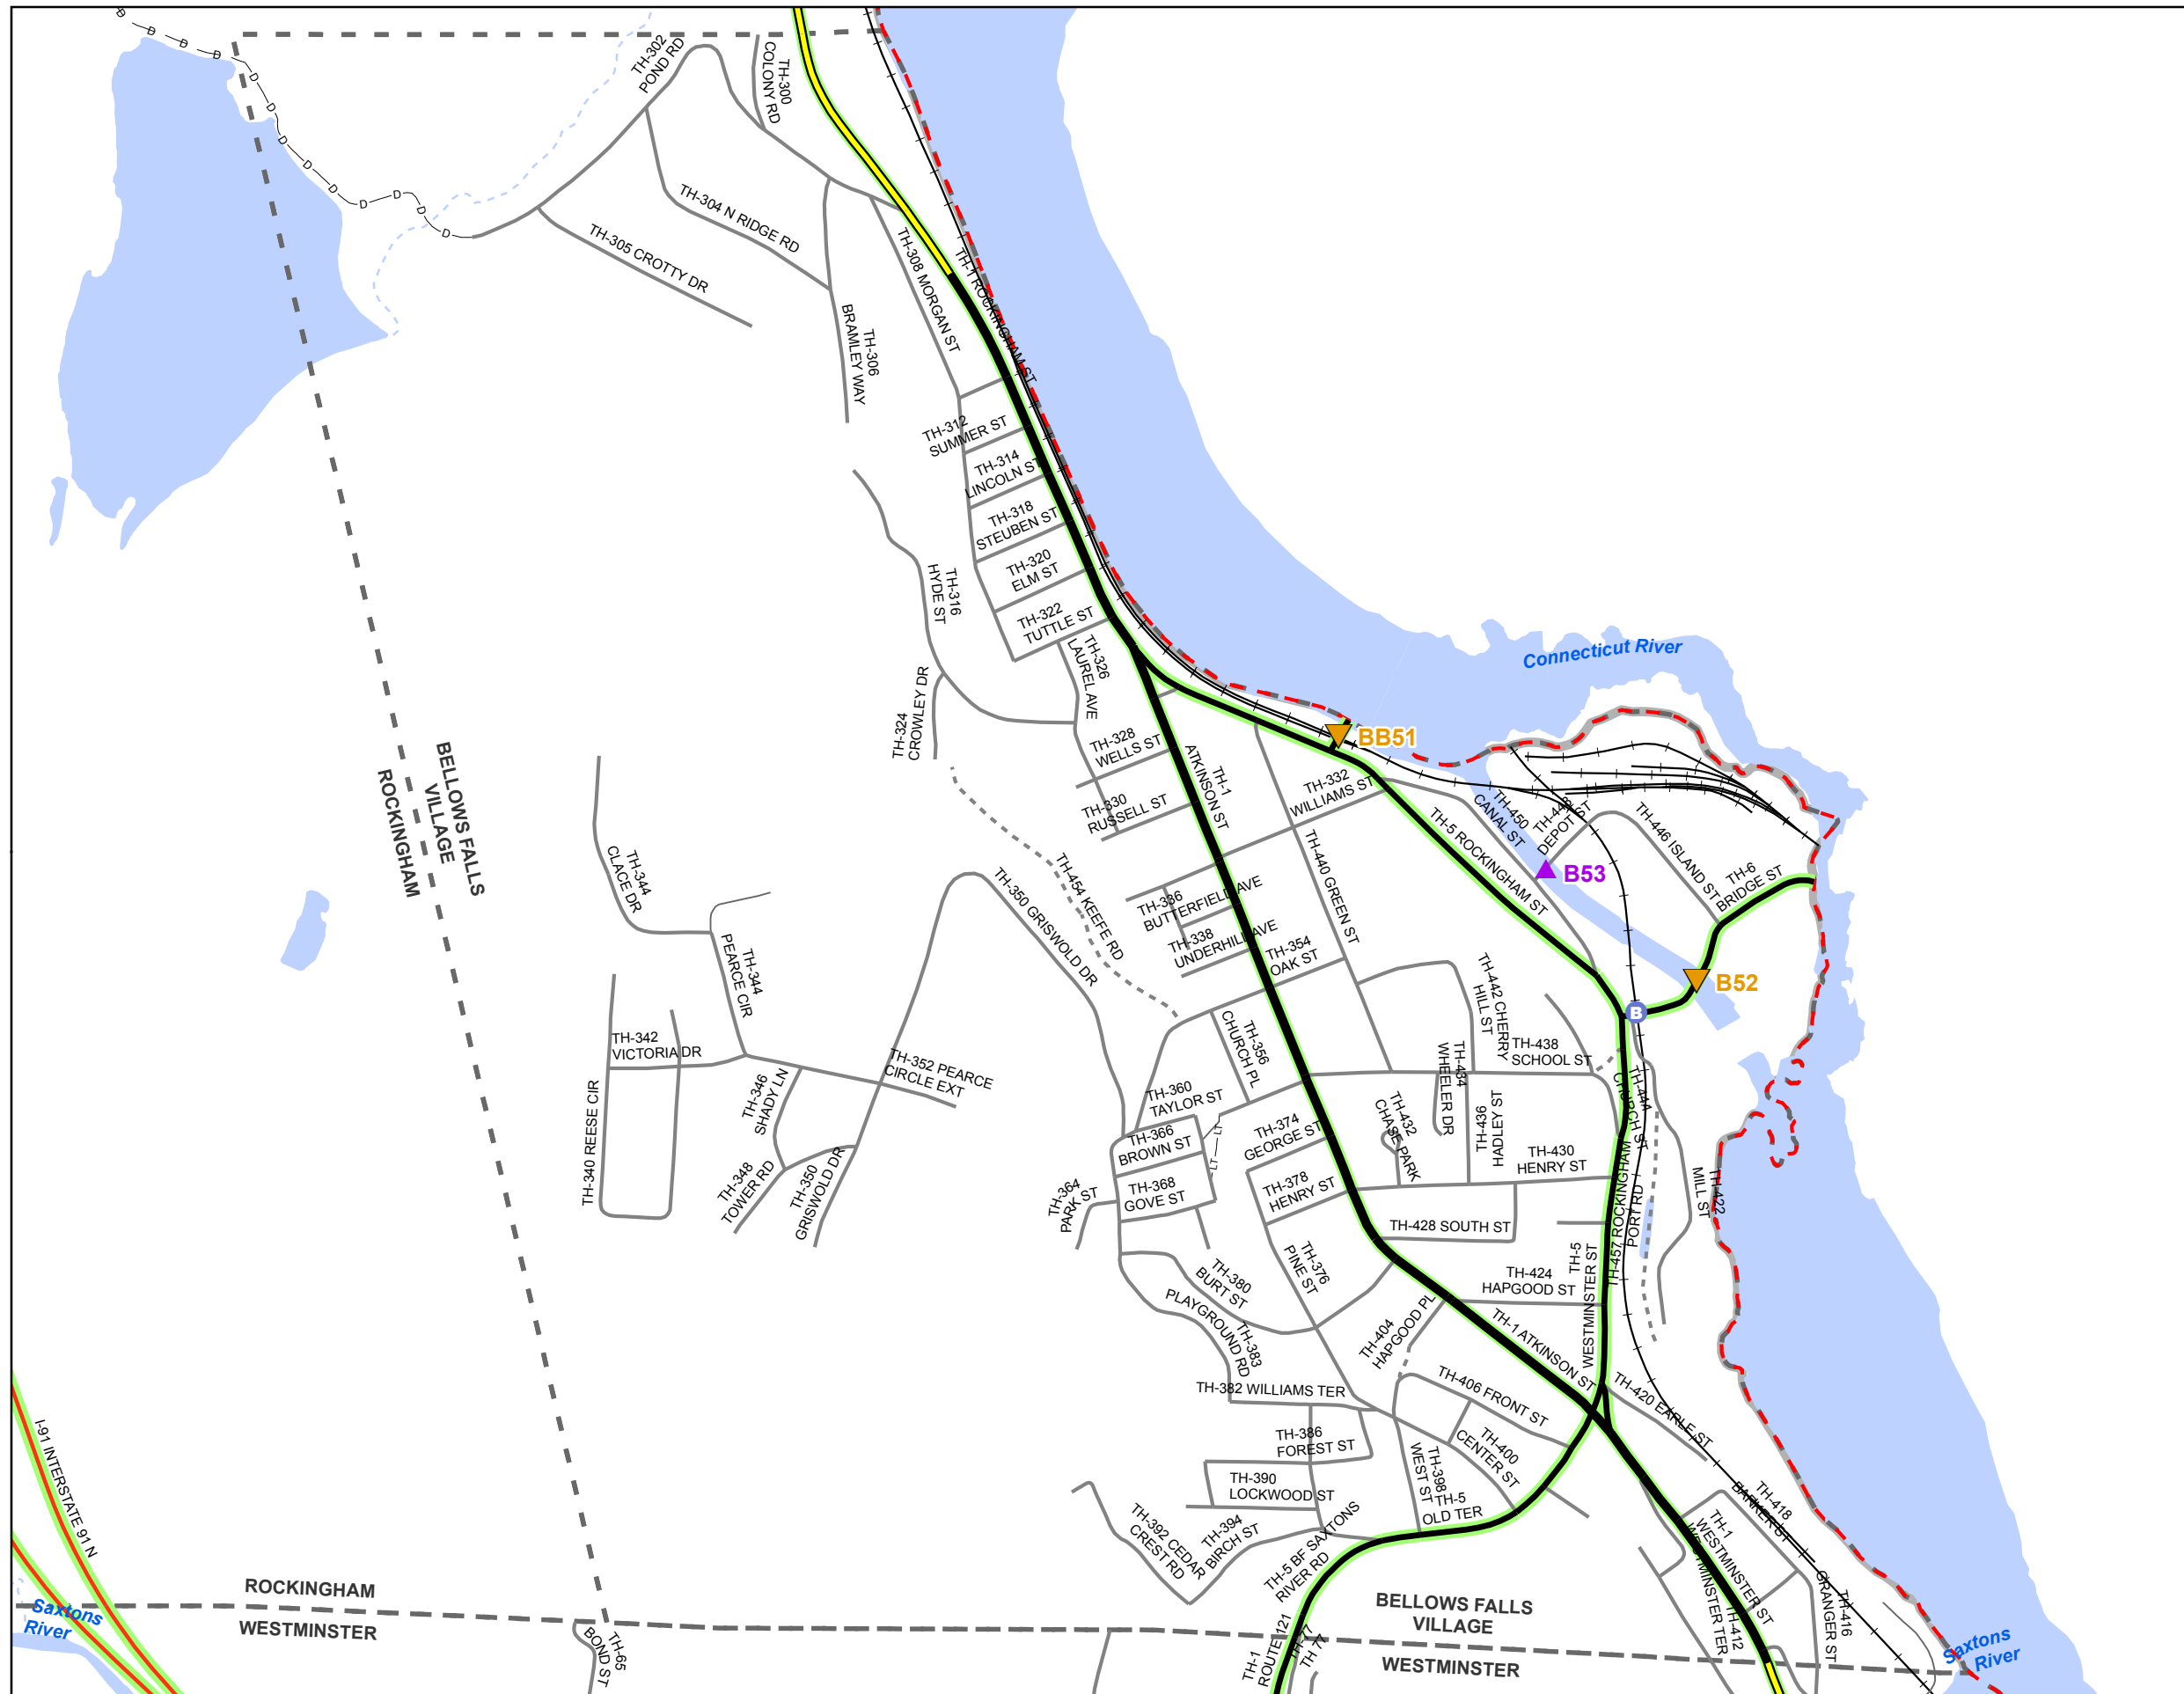 D
D
D
D
D
D
D
D
D
D
D
D
D
TH-302
POND RD
TH-300
COLONY RD
TH-304 N RIDGE RD
TH-305 CROTTY DR
TH-308 MORGAN ST
TH-1 ROCKINGHAM ST
TH-306
BRAMLEY WAY
TH-312
SUMMER ST
TH-314
LINCOLN ST
TH-318
STEUBEN ST
TH-320
ELM ST
TH-316
HYDE ST
TH-322
TUTTLE ST
TH-326
LAUREL AVE
TH-324
CROWLEY DR
TH-328
WELLS ST
TH-330
RUSSELL ST
TH-1
ATKINSON ST
Connecticut River
BB51
TH-332
WILLIAMS ST
TH-5 ROCKINGHAM ST
TH-450
CANAL ST
TH-448
DEPOT ST
TH-446 ISLAND ST
TH-6
BRIDGE ST
B53
B52
B
BELLOWS FALLS
VILLAGE
ROCKINGHAM
TH-344
CLACE DR
TH-344
PEARCE CIR
TH-342
VICTORIA DR
TH-340 REESE CIR
TH-346
SHADY LN
TH-348
TOWER RD
TH-350
GRISWOLD DR
TH-352 PEARCE
CIRCLE EXT
TH-350 GRISWOLD DR
TH-454 KEEFE RD
TH-336
BUTTERFIELD AVE
TH-338
UNDERHILL AVE
TH-354
OAK ST
TH-440 GREEN ST
TH-442 CHERRY
HILL ST
TH-438
SCHOOL ST
TH-356
CHURCH PL
TH-360
TAYLOR ST
TH-366
BROWN ST
TH-368
GOVE ST
TH-364
PARK ST
LT
LT
TH-374
GEORGE ST
TH-378
HENRY ST
TH-376
PINE ST
TH-432
CHASE PARK
TH-434
WHEELER DR
TH-436
HADLEY ST
TH-430
HENRY ST
TH-444
CHURCH ST
TH-428 SOUTH ST
TH-5
WESTMINSTER ST
TH-457 ROCKINGHAM
PORT RD
TH-422
MILL ST
TH-424
HAPGOOD ST
TH-380
BURT ST
TH-383
PLAYGROUND RD
TH-404
HAPGOOD PL
TH-1 ATKINSON ST
TH-382 WILLIAMS TER
TH-406 FRONT ST
TH-420 EARLE ST
TH-386
FOREST ST
TH-390
LOCKWOOD ST
TH-398
WEST ST
TH-400
CENTER ST
TH-5
OLD TER
TH-392 CEDAR
CREST RD
TH-394
BIRCH ST
TH-5 BF SAXTONS
RIVER RD
TH-418
BARKER ST
TH-1
WESTMINSTER ST
TH-412
WESTMINSTER TER
TH-416
GRANGER ST
I-91 INTERSTATE 91 N
Saxtons
River
ROCKINGHAM
WESTMINSTER
TH-65
BOND ST
TH-1
ROUTE 121
TH-77
TH 77
BELLOWS FALLS
VILLAGE
WESTMINSTER
Saxtons
River